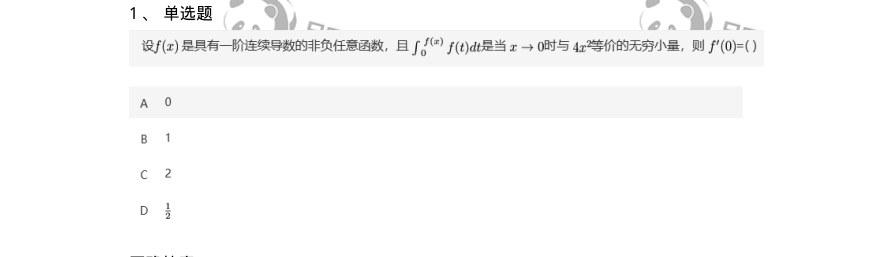 1、 单选题
设f(x) 是具有一阶连续导数的非负任意函数，且 ∫₀^{f(x)} f(t)dt是当 x → 0时与 4x²等价的无穷小量，则 f′(0)=( )
A 0
B 1
C 2
D 1/2